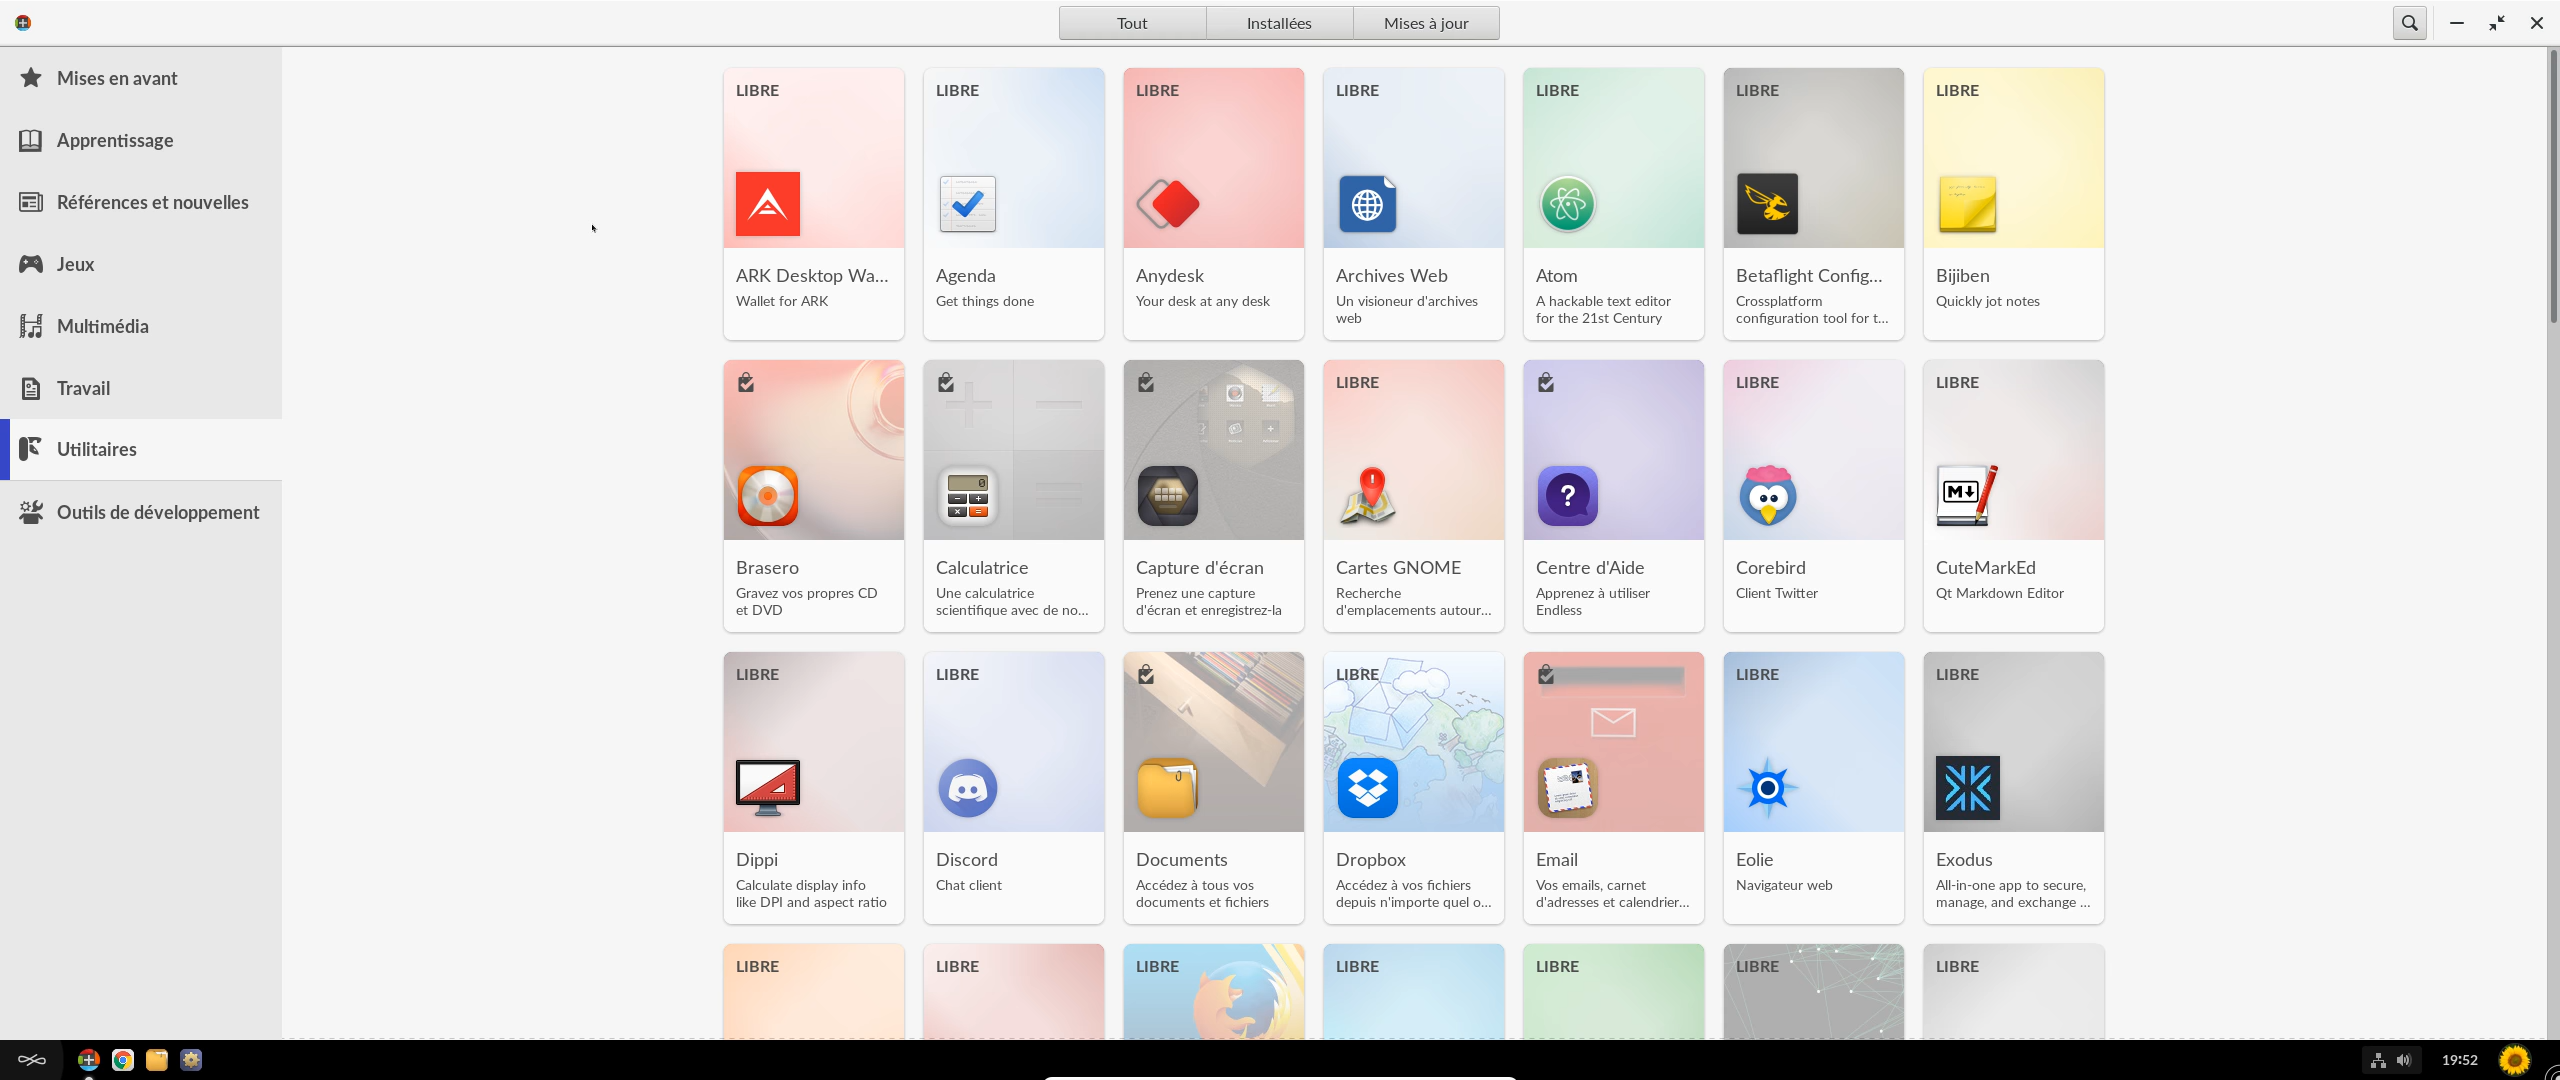 Tout
Installées
Mises à jour
Mises en avant
Apprentissage
Références et nouvelles
Jeux
Multimédia
Travail
Utilitaires
Outils de développement
LIBRE
LIBRE
LIBRE
LIBRE
LIBRE
LIBRE
LIBRE
ARK Desktop Wa...
Wallet for ARK
Agenda
Get things done
Anydesk
Your desk at any desk
Archives Web
Un visioneur d'archives
web
Atom
A hackable text editor
for the 21st Century
Betaflight Config...
Crossplatform
configuration tool for t...
Bijiben
Quickly jot notes
LIBRE
LIBRE
LIBRE
0
?
M
Brasero
Gravez vos propres CD
et DVD
Calculatrice
Une calculatrice
scientifique avec de no...
Capture d'écran
Prenez une capture
d'écran et enregistrez-la
Cartes GNOME
Recherche
d'emplacements autour...
Centre d'Aide
Apprenez à utiliser
Endless
Corebird
Client Twitter
CuteMarkEd
Qt Markdown Editor
LIBRE
LIBRE
LIBRE
LIBRE
LIBRE
Dippi
Calculate display info
like DPI and aspect ratio
Discord
Chat client
Documents
Accédez à tous vos
documents et fichiers
Dropbox
Accédez à vos fichiers
depuis n'importe quel o...
Email
Vos emails, carnet
d'adresses et calendrier...
Eolie
Navigateur web
Exodus
All-in-one app to secure,
manage, and exchange ...
LIBRE
LIBRE
LIBRE
LIBRE
LIBRE
LIBRE
LIBRE
19:52